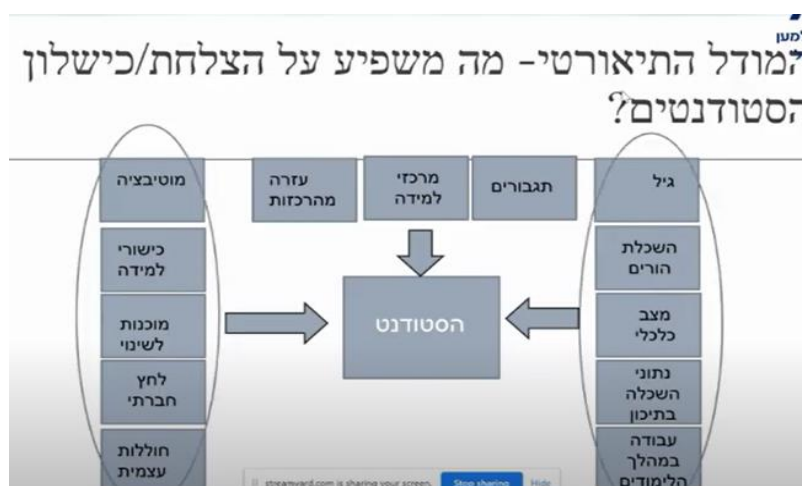 למען
המודל התיאורטי- מה משפיע על הצלחת/כישלון
הסטודנטים?
גיל
תגבורים
מרכזי
למידה
עזרה
מהרכזות
מוטיבציה
השכלת
הורים
כישורי
למידה
הסטודנט
מצב
כלכלי
מוכנות
לשינוי
נתוני
השכלה
בתיכון
לחץ
חברתי
עבודה
במהלך
הלימודים
חוללות
עצמית
streamyard.com is sharing your screen.
Stop sharing
Hide